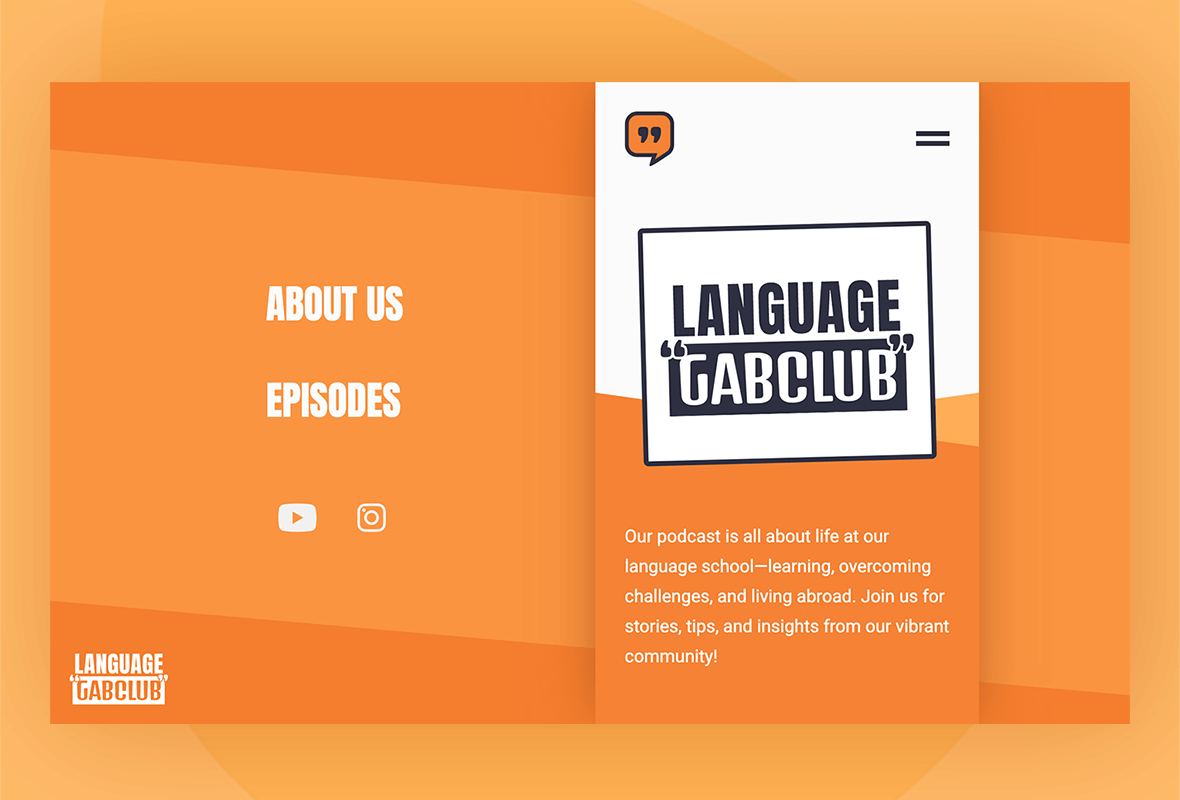 ABOUT US
EPISODES
LANGUAGE
“GABCLUB”
”
LANGUAGE
“GABCLUB”
Our podcast is all about life at our
language school—learning, overcoming
challenges, and living abroad. Join us for
stories, tips, and insights from our vibrant
community!